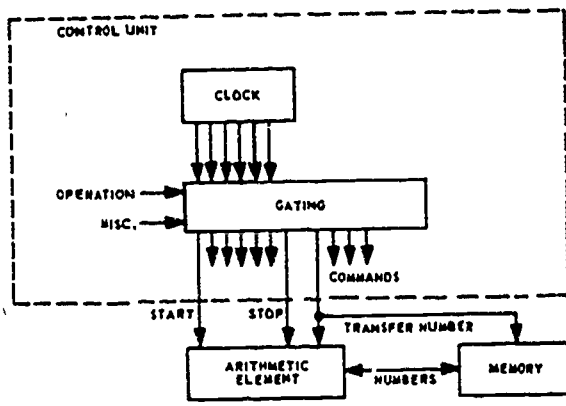 CONTROL UNIT
CLOCK
OPERATION
GATING
MISC.
COMMANDS
START
STOP
TRANSFER NUMBER
ARITHMETIC
ELEMENT
NUMBERS
MEMORY